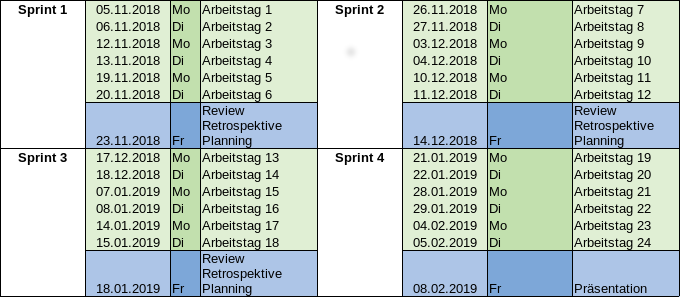 Sprint 1 05.11.2018 Mo Arbeitstag 1 Sprint 2 26.11.2018 Mo Arbeitstag 7
06.11.2018 Di Arbeitstag 2 27.11.2018 Di Arbeitstag 8
12.11.2018 Mo Arbeitstag 3 03.12.2018 Mo Arbeitstag 9
13.11.2018 Di Arbeitstag 4 04.12.2018 Di Arbeitstag 10
19.11.2018 Mo Arbeitstag 5 10.12.2018 Mo Arbeitstag 11
20.11.2018 Di Arbeitstag 6 11.12.2018 Di Arbeitstag 12
Review Review
Retrospektive Retrospektive
23.11.2018 Fr Planning 14.12.2018 Fr Planning
Sprint 3 17.12.2018 Mo Arbeitstag 13 Sprint 4 21.01.2019 Mo Arbeitstag 19
18.12.2018 Di Arbeitstag 14 22.01.2019 Di Arbeitstag 20
07.01.2019 Mo Arbeitstag 15 28.01.2019 Mo Arbeitstag 21
08.01.2019 Di Arbeitstag 16 29.01.2019 Di Arbeitstag 22
14.01.2019 Mo Arbeitstag 17 04.02.2019 Mo Arbeitstag 23
15.01.2019 Di Arbeitstag 18 05.02.2019 Di Arbeitstag 24
Review
Retrospektive
18.01.2019 Fr Planning 08.02.2019 Fr Präsentation